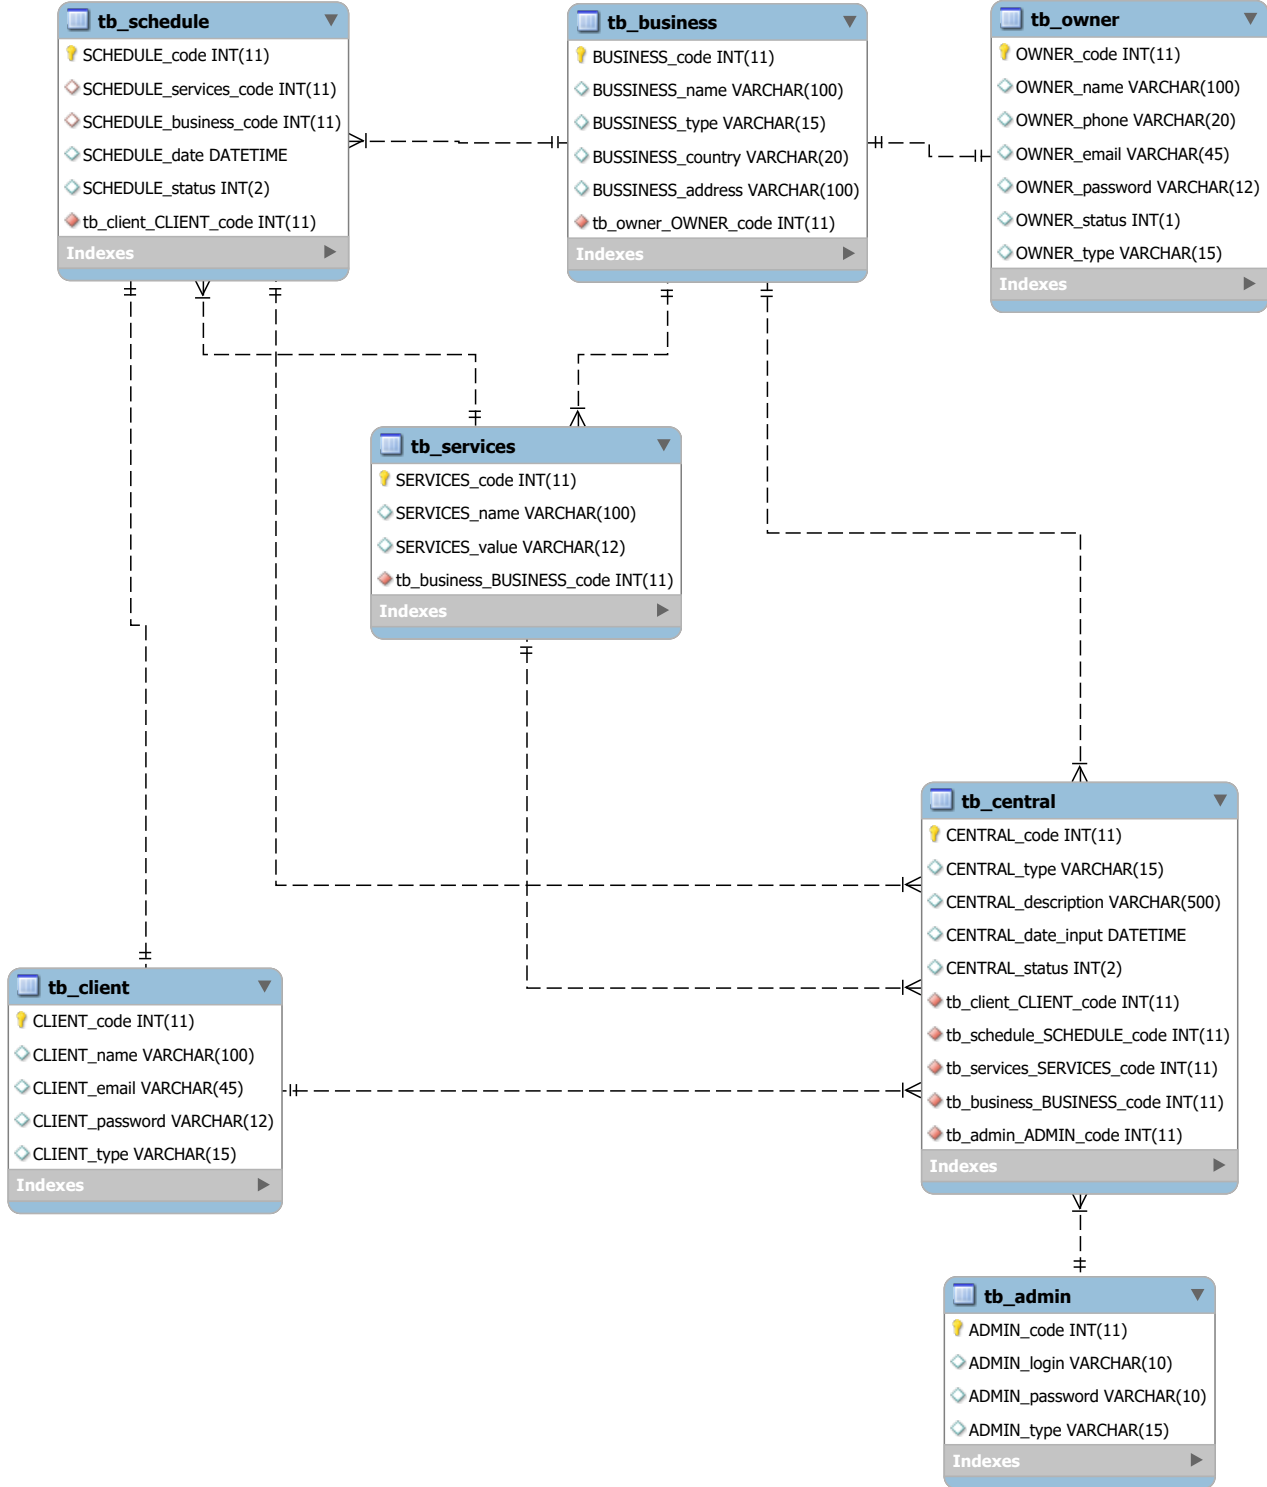 tb_schedule
SCHEDULE_code INT(11)
SCHEDULE_services_code INT(11)
SCHEDULE_business_code INT(11)
SCHEDULE_date DATETIME
SCHEDULE_status INT(2)
tb_client_CLIENT_code INT(11)
Indexes
tb_business
BUSINESS_code INT(11)
BUSSINESS_name VARCHAR(100)
BUSSINESS_type VARCHAR(15)
BUSSINESS_country VARCHAR(20)
BUSSINESS_address VARCHAR(100)
tb_owner_OWNER_code INT(11)
Indexes
tb_owner
OWNER_code INT(11)
OWNER_name VARCHAR(100)
OWNER_phone VARCHAR(20)
OWNER_email VARCHAR(45)
OWNER_password VARCHAR(12)
OWNER_status INT(1)
OWNER_type VARCHAR(15)
Indexes
tb_services
SERVICES_code INT(11)
SERVICES_name VARCHAR(100)
SERVICES_value VARCHAR(12)
tb_business_BUSINESS_code INT(11)
Indexes
tb_central
CENTRAL_code INT(11)
CENTRAL_type VARCHAR(15)
CENTRAL_description VARCHAR(500)
CENTRAL_date_input DATETIME
CENTRAL_status INT(2)
tb_client_CLIENT_code INT(11)
tb_schedule_SCHEDULE_code INT(11)
tb_services_SERVICES_code INT(11)
tb_business_BUSINESS_code INT(11)
tb_admin_ADMIN_code INT(11)
Indexes
tb_client
CLIENT_code INT(11)
CLIENT_name VARCHAR(100)
CLIENT_email VARCHAR(45)
CLIENT_password VARCHAR(12)
CLIENT_type VARCHAR(15)
Indexes
tb_admin
ADMIN_code INT(11)
ADMIN_login VARCHAR(10)
ADMIN_password VARCHAR(10)
ADMIN_type VARCHAR(15)
Indexes